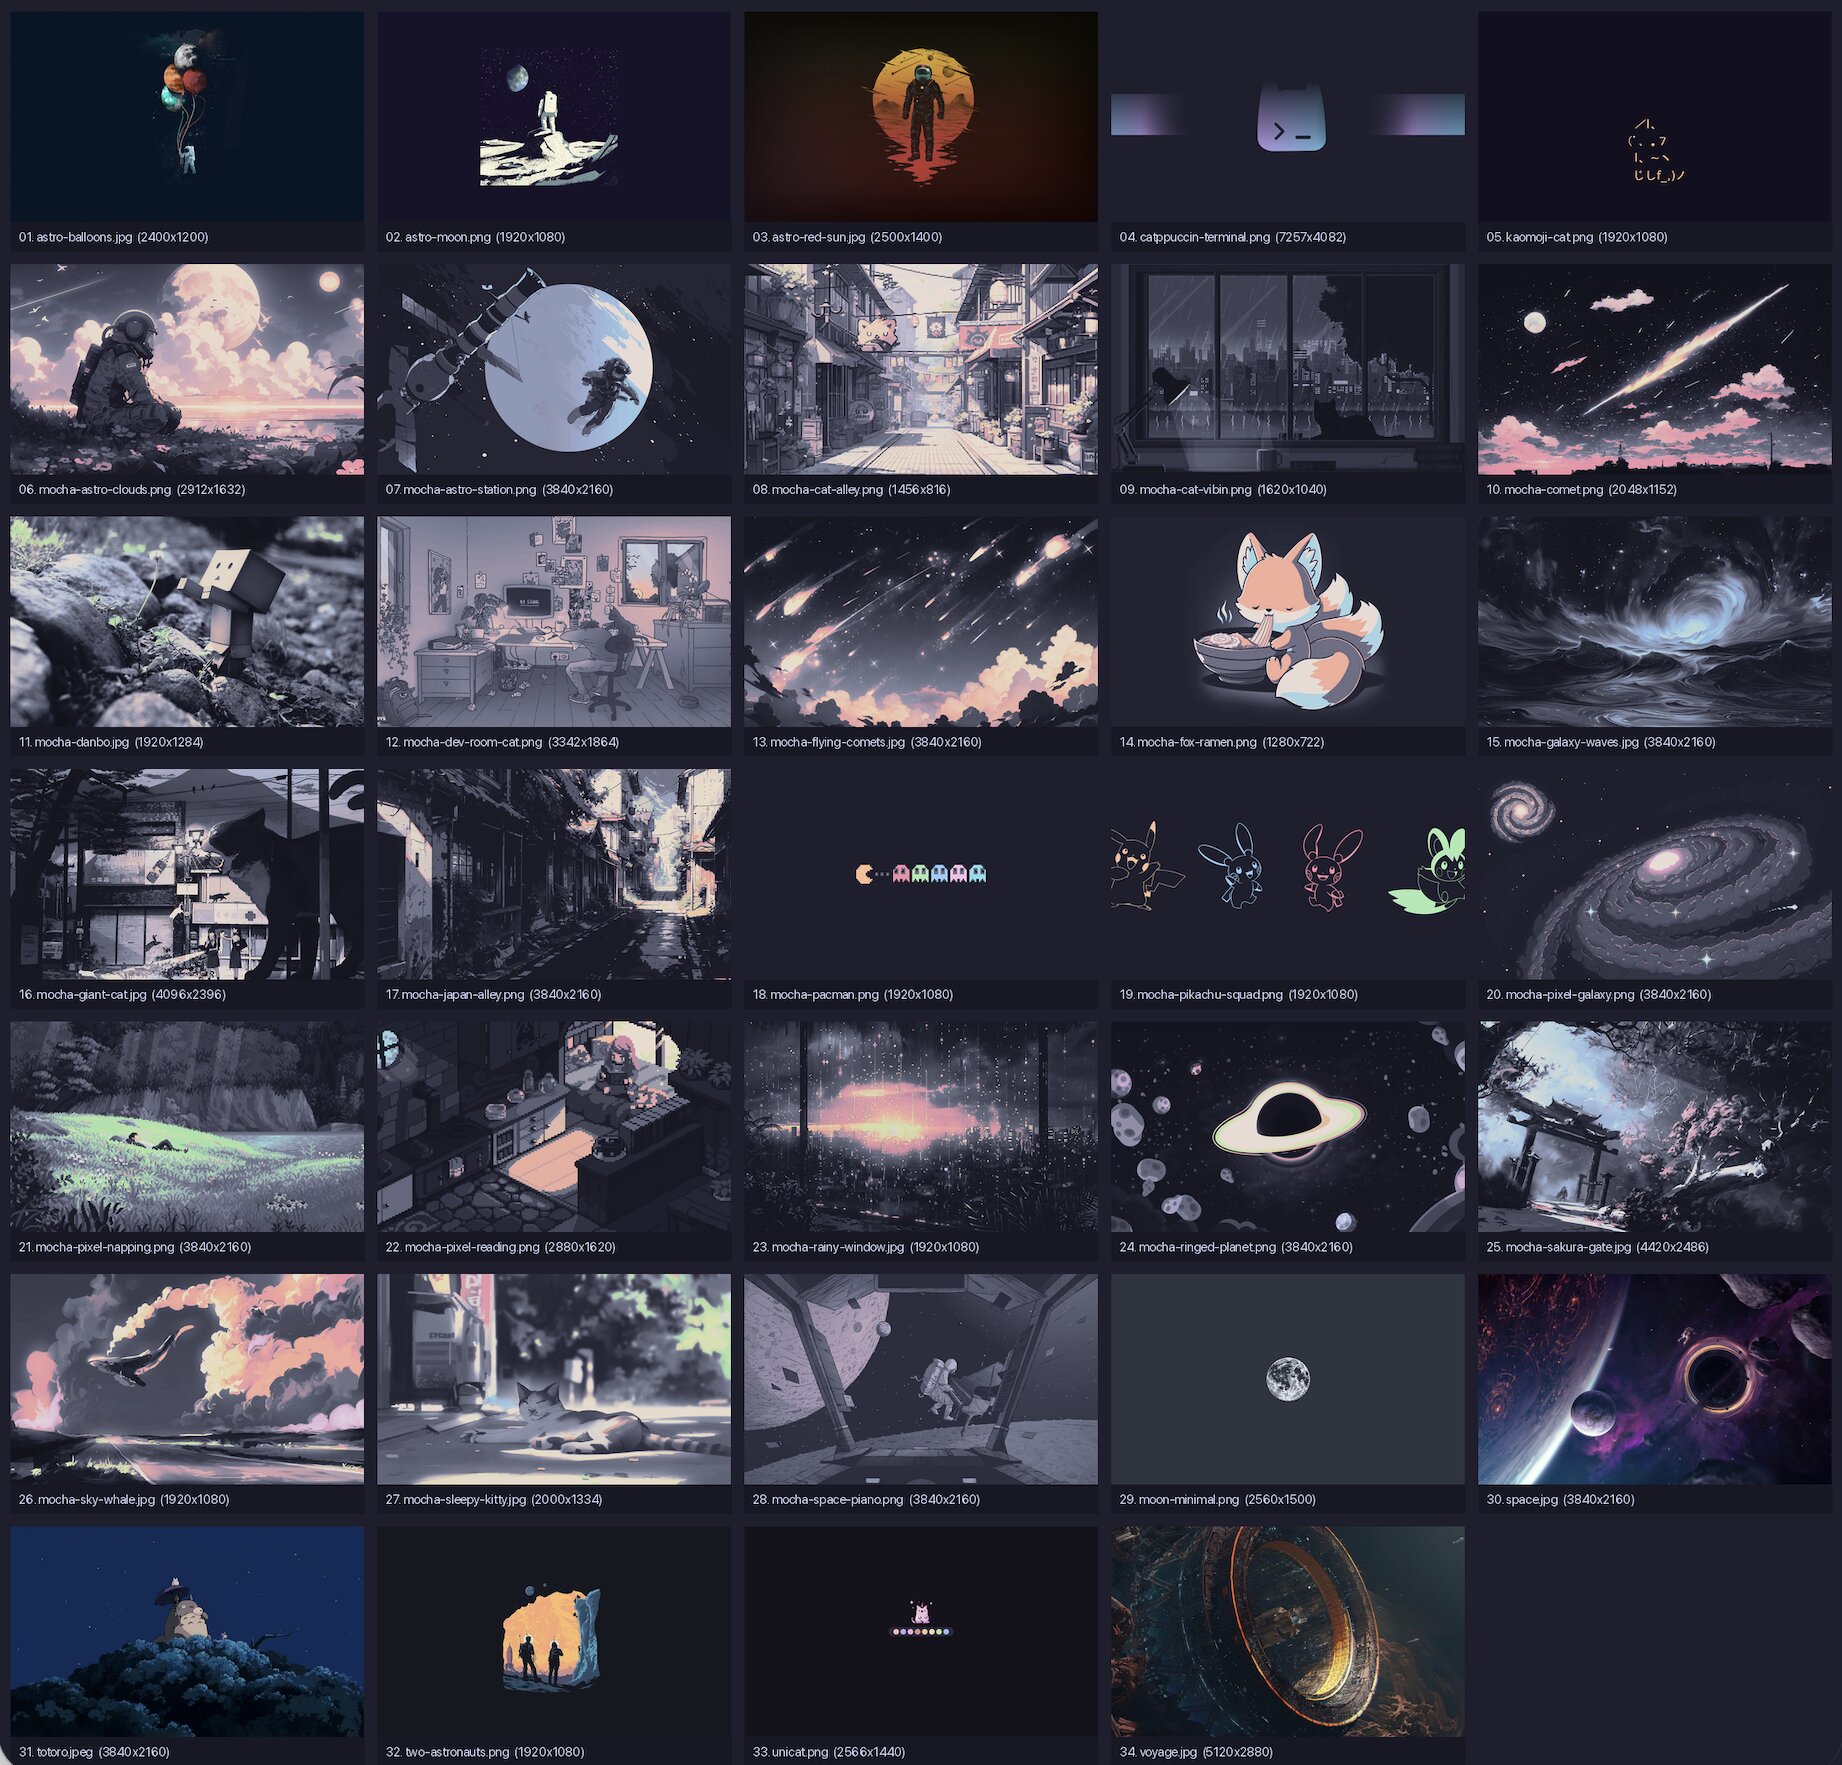 01. astro-balloons.jpg (2400x1200)
02. astro-moon.png (1920x1080)
03. astro-red-sun.jpg (2500x1400)
04. catppuccin-terminal.png (7257x4082)
05. kaomoji-cat.png (1920x1080)
06. mocha-astro-clouds.png (2912x1632)
07. mocha-astro-station.png (3840x2160)
08. mocha-cat-alley.png (1456x816)
09. mocha-cat-vibin.png (1620x1040)
10. mocha-comet.png (2048x1152)
11. mocha-danbo.jpg (1920x1284)
12. mocha-dev-room-cat.png (3342x1864)
13. mocha-flying-comets.jpg (3840x2160)
14. mocha-fox-ramen.png (1280x722)
15. mocha-galaxy-waves.jpg (3840x2160)
16. mocha-giant-cat.jpg (4096x2396)
17. mocha-japan-alley.png (3840x2160)
18. mocha-pacman.png (1920x1080)
19. mocha-pikachu-squad.png (1920x1080)
20. mocha-pixel-galaxy.png (3840x2160)
21. mocha-pixel-napping.png (3840x2160)
22. mocha-pixel-reading.png (2880x1620)
23. mocha-rainy-window.jpg (1920x1080)
24. mocha-ringed-planet.png (3840x2160)
25. mocha-sakura-gate.jpg (4420x2486)
26. mocha-sky-whale.jpg (1920x1080)
27. mocha-sleepy-kitty.jpg (2000x1334)
28. mocha-space-piano.png (3840x2160)
29. moon-minimal.png (2560x1500)
30. space.jpg (3840x2160)
31. totoro.jpeg (3840x2160)
32. two-astronauts.png (1920x1080)
33. unicat.png (2566x1440)
34. voyage.jpg (5120x2880)